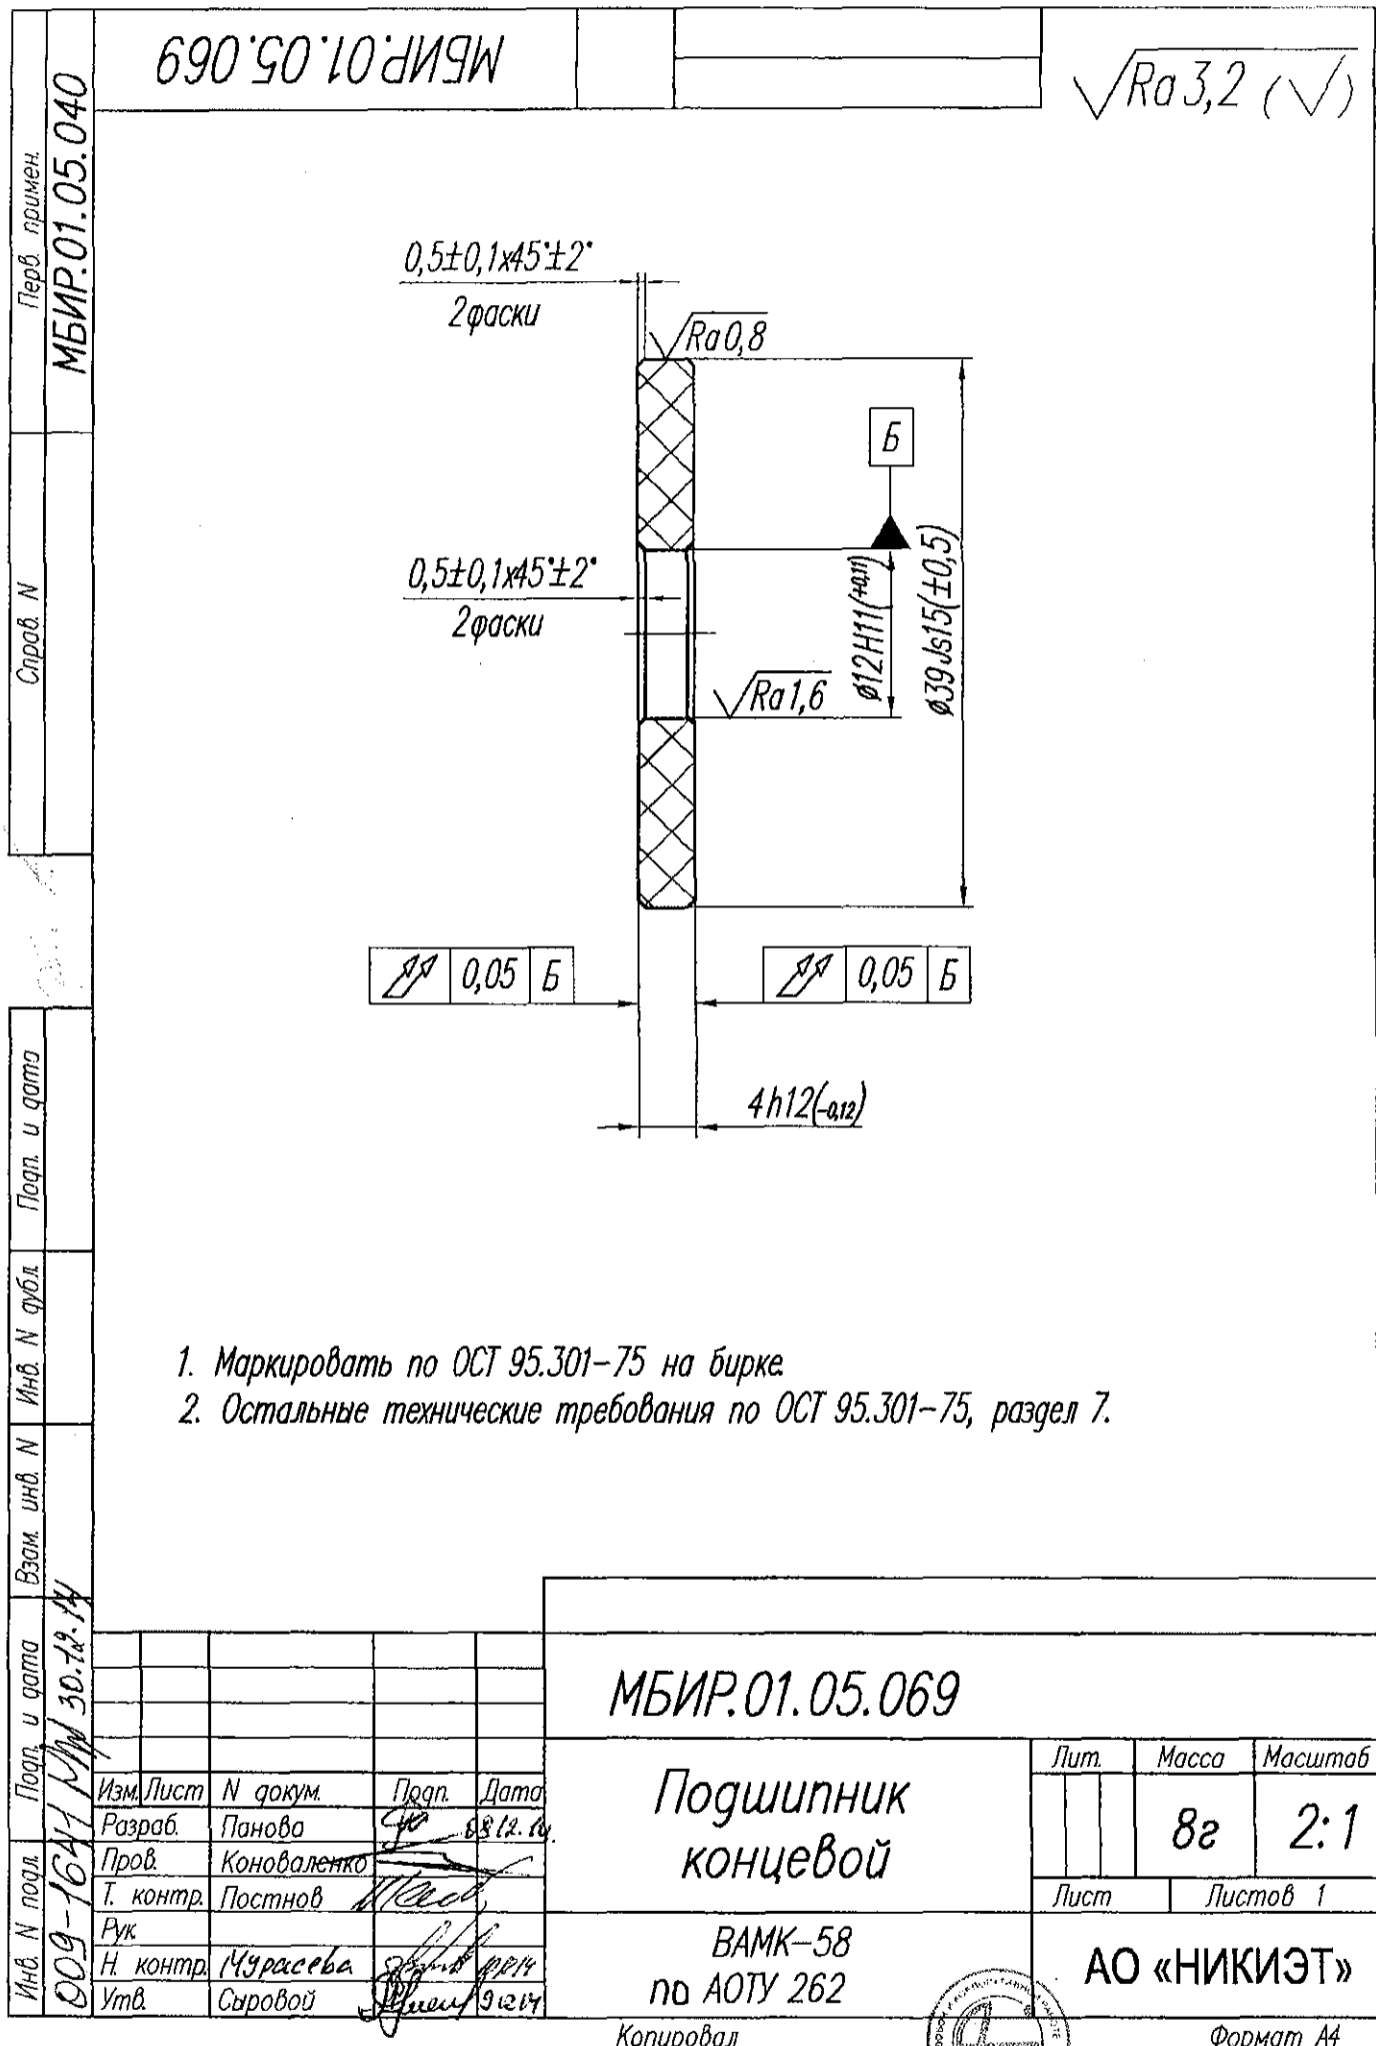 МБИР.01.05.069
√Ra 3,2 (√)
Перв. примен.
МБИР.01.05.040
Справ. N
0,5±0,1x45°±2°
2фаски
Ra 0,8
Б
0,5±0,1x45°±2°
2фаски
Ra 1,6
⌀12H11(+0,11)
⌀39Js15(±0,5)
0,05 Б
0,05 Б
4h12(-0,12)
Подп. и дата
Инв. N дубл.
Взам. инв. N
Подп. и дата
30.12.14
Инв. N подл.
009-1641
1. Маркировать по ОСТ 95.301-75 на бирке.
2. Остальные технические требования по ОСТ 95.301-75, раздел 7.
МБИР.01.05.069
Изм. Лист N докум. Подп. Дата
Разраб. Панова
Пров. Коноваленко
Т. контр. Постнов
Рук.
Н. контр. Мурасева
Утв. Сыровой
Подшипник
концевой
Лит. Масса Масштаб
8г 2:1
Лист Листов 1
ВАМК-58
по АОТУ 262
АО «НИКИЭТ»
Копировал Формат А4